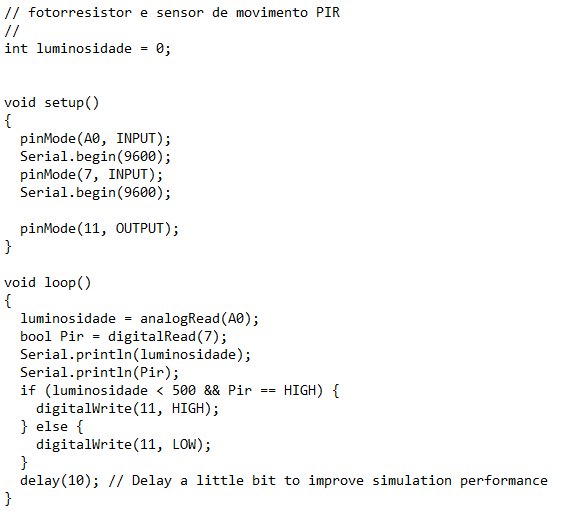 // fotorresistor e sensor de movimento PIR
//
int luminosidade = 0;
void setup()
{
  pinMode(A0, INPUT);
  Serial.begin(9600);
  pinMode(7, INPUT);
  Serial.begin(9600);
  pinMode(11, OUTPUT);
}
void loop()
{
  luminosidade = analogRead(A0);
  bool Pir = digitalRead(7);
  Serial.println(luminosidade);
  Serial.println(Pir);
  if (luminosidade < 500 && Pir == HIGH) {
    digitalWrite(11, HIGH);
  } else {
    digitalWrite(11, LOW);
  }
  delay(10); // Delay a little bit to improve simulation performance
}